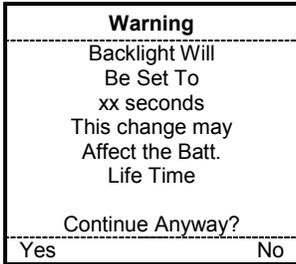 Warning
Backlight Will
Be Set To
xx seconds
This change may
Affect the Batt.
Life Time
Continue Anyway?
Yes No